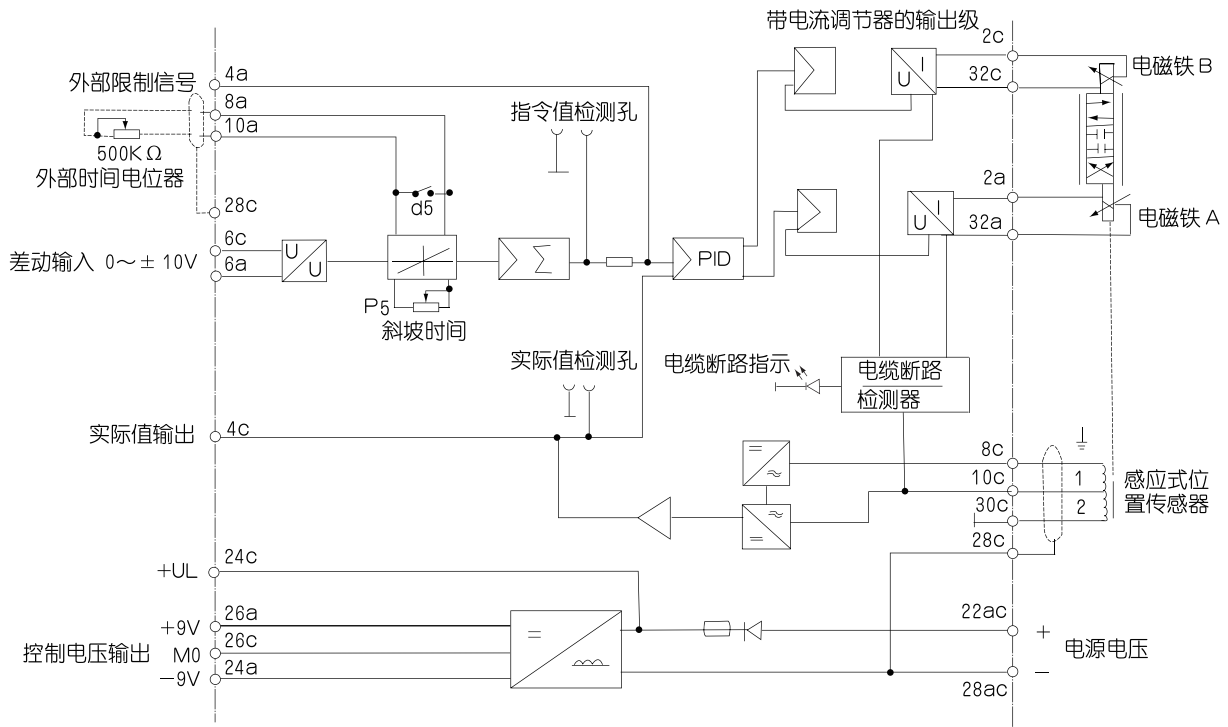 带电流调节器的输出级
2c
外部限制信号
4a
电磁铁 B
U
I
32c
8a
指令值检测孔
10a
500KΩ
外部时间电位器
2a
28c
d5
电磁铁 A
U
I
32a
6c
差动输入 0～± 10V
6a
U
U
Σ
PID
P5
斜坡时间
实际值检测孔
电缆断路指示
电缆断路
检测器
实际值输出
4c
8c
10c
1
感应式位
置传感器
30c
2
28c
24c
+UL
26a
+9V
26c
控制电压输出
M0
24a
-9V
22ac
+
电源电压
28ac
—